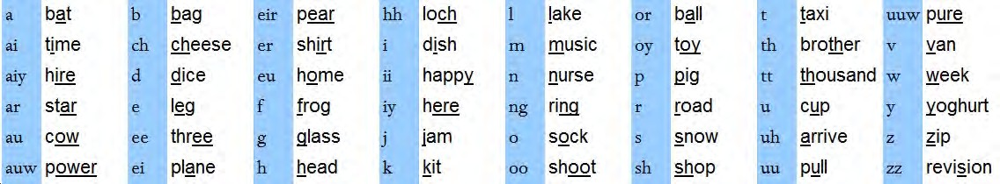 a bat b bag eir pear hh loch l lake or ball t taxi uuw pure
ai time ch cheese er shirt i dish m music oy toy th brother v van
aiy hire d dice eu home ii happy n nurse p pig tt thousand w week
ar star e leg f frog iy here ng ring r road u cup y yoghurt
au cow ee three g glass j jam o sock s snow uh arrive z zip
auw power ei plane h head k kit oo shoot sh shop uu pull zz revision